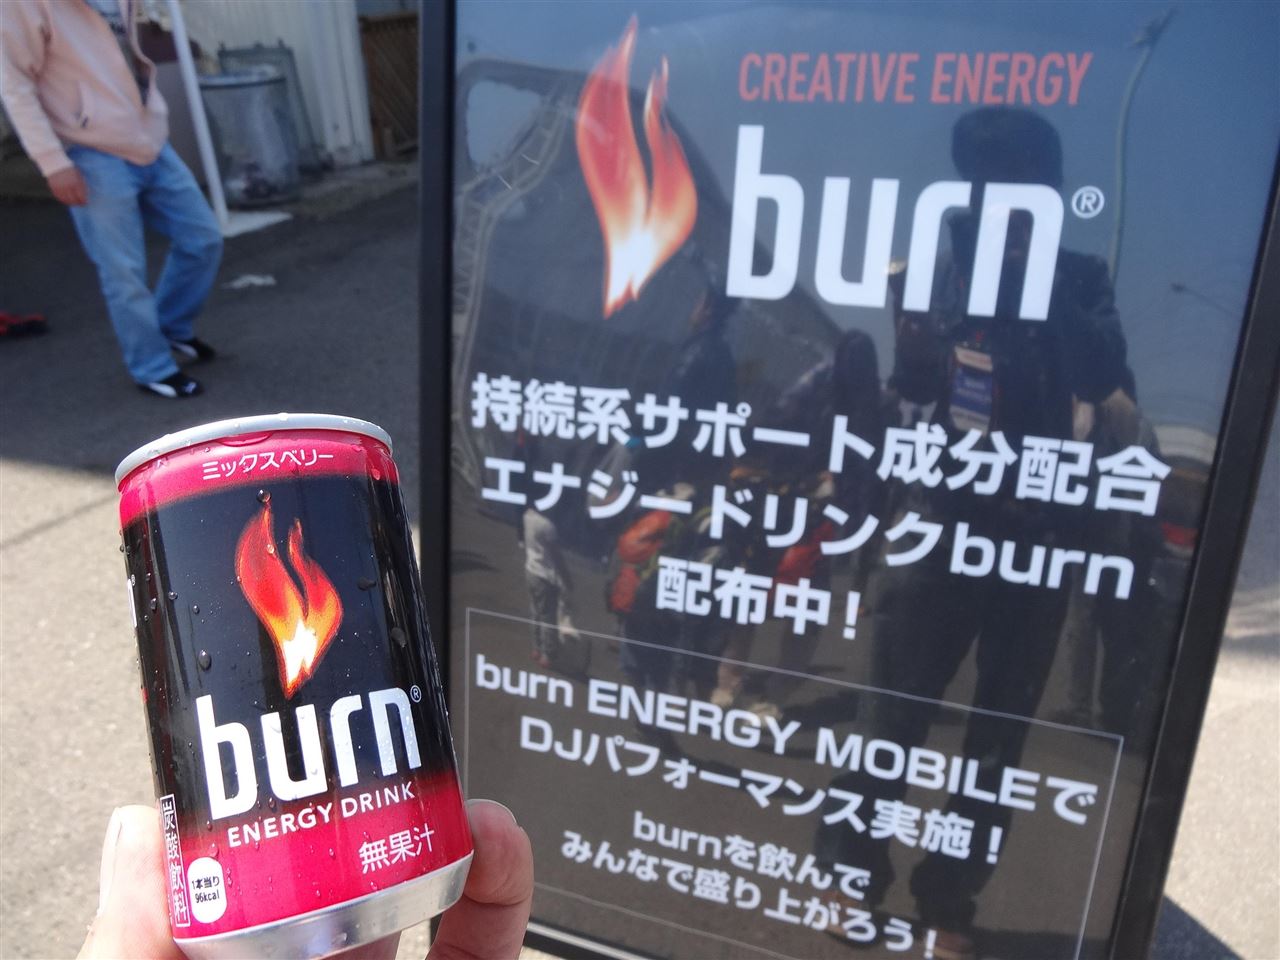 CREATIVE ENERGY
burn®
持続系サポート成分配合
エナジードリンクburn
配布中！
burn ENERGY MOBILEで
DJパフォーマンス実施！
burnを飲んで
みんなで盛り上がろう！
ミックスベリー
burn®
ENERGY DRINK
無果汁
炭酸飲料
1本当り
96kcal